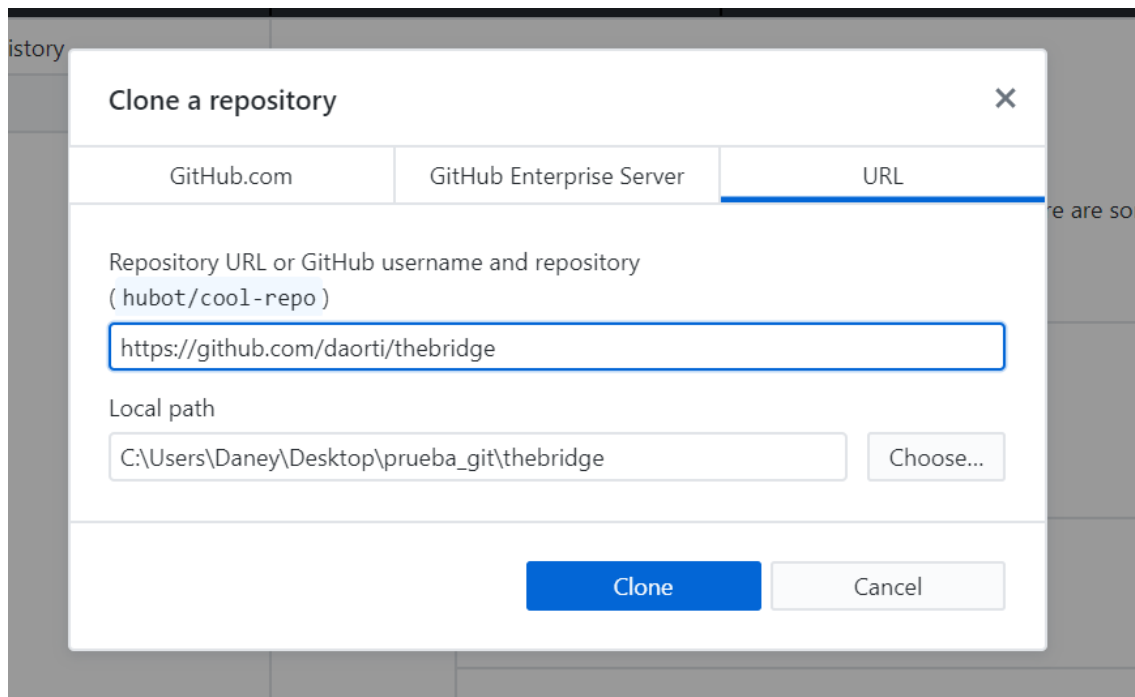 istory
Clone a repository
GitHub.com GitHub Enterprise Server URL
re are so
Repository URL or GitHub username and repository
(hubot/cool-repo)
https://github.com/daorti/thebridge
Local path
C:\Users\Daney\Desktop\prueba_git\thebridge Choose...
Clone Cancel